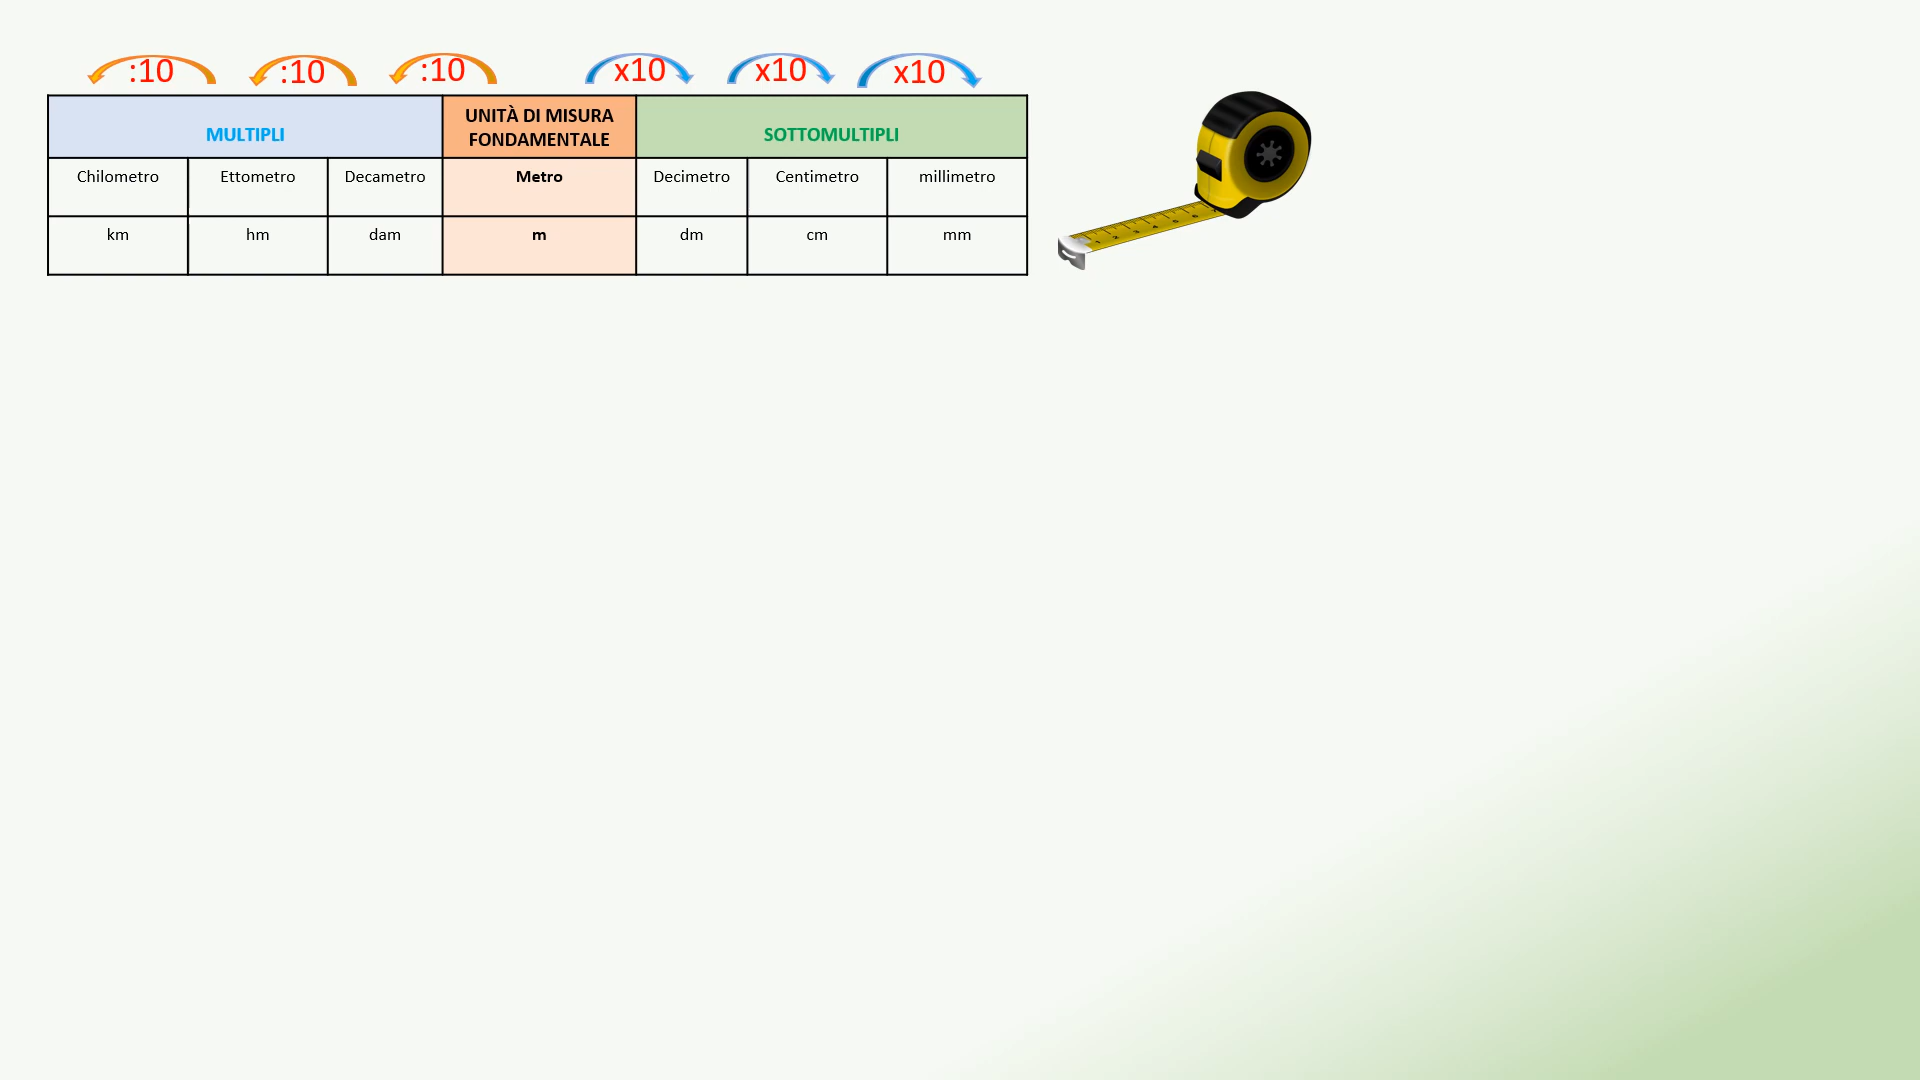 :10 :10 :10 x10 x10 x10
MULTIPLI
UNITÀ DI MISURA
FONDAMENTALE
SOTTOMULTIPLI
Chilometro Ettometro Decametro Metro Decimetro Centimetro millimetro
km hm dam m dm cm mm